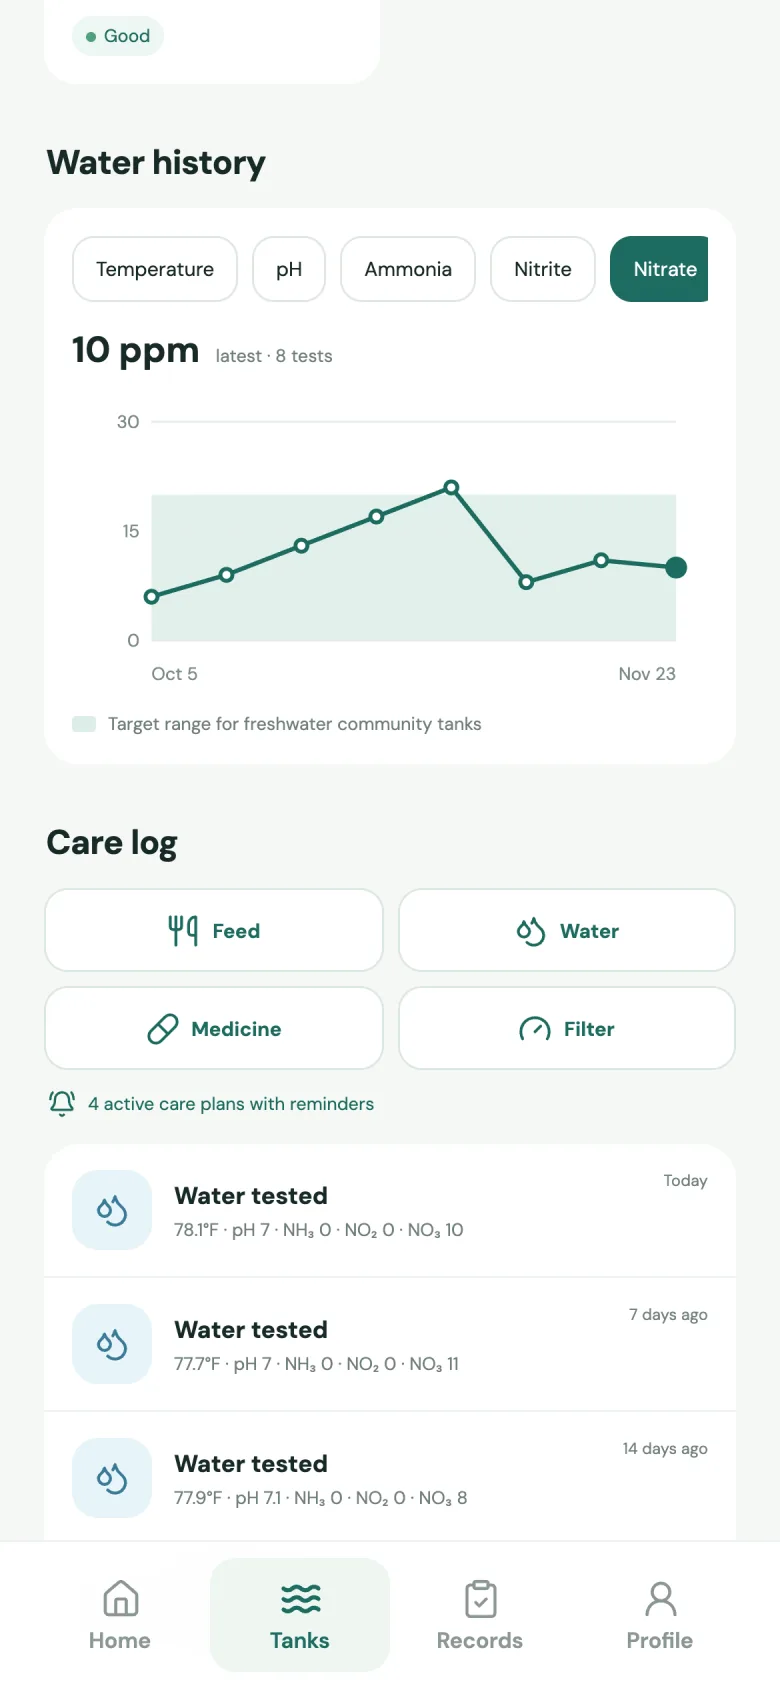 Good
Water history
Temperature
pH
Ammonia
Nitrite
Nitrate
10 ppm latest · 8 tests
30
15
0
Oct 5
Nov 23
Target range for freshwater community tanks
Care log
Feed
Water
Medicine
Filter
4 active care plans with reminders
Water tested
Today
78.1°F · pH 7 · NH₃ 0 · NO₂ 0 · NO₃ 10
Water tested
7 days ago
77.7°F · pH 7 · NH₃ 0 · NO₂ 0 · NO₃ 11
Water tested
14 days ago
77.9°F · pH 7.1 · NH₃ 0 · NO₂ 0 · NO₃ 8
Home
Tanks
Records
Profile